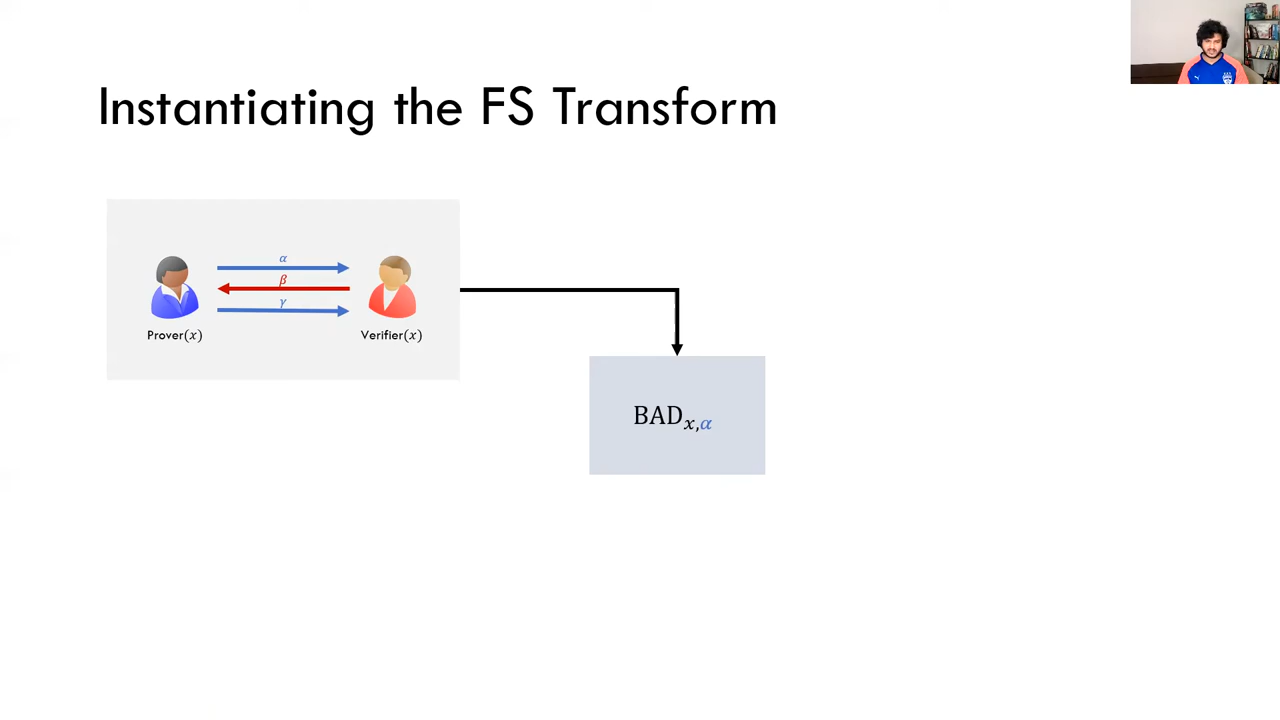 Instantiating the FS Transform
α
β
γ
Prover(x)
Verifier(x)
BADx,α